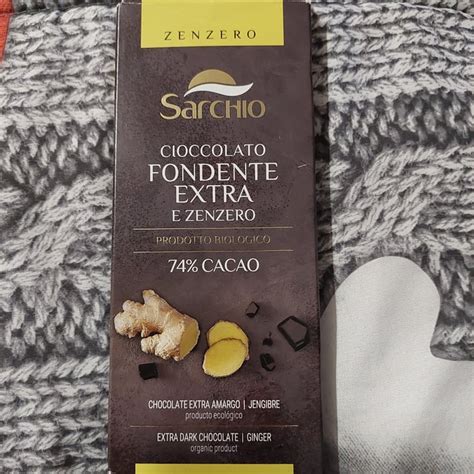 ZENZERO
SarCHIO
CIOCCOLATO
FONDENTE
EXTRA
E ZENZERO
PRODOTTO BIOLOGICO
74% CACAO
CHOCOLATE EXTRA AMARGO | JENGIBRE
producto ecológico
EXTRA DARK CHOCOLATE | GINGER
organic product